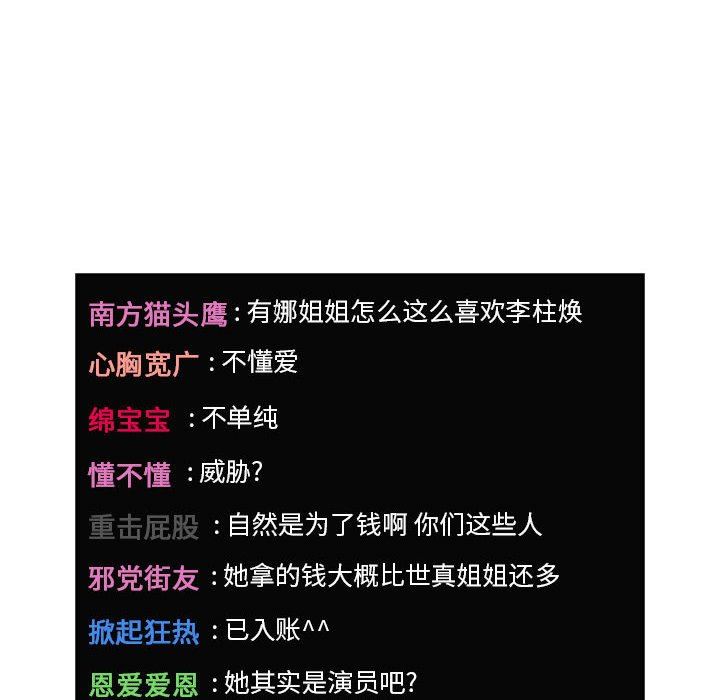 南方猫头鹰 : 有娜姐姐怎么这么喜欢李柱焕
心胸宽广 : 不懂爱
绵宝宝 : 不单纯
懂不懂 : 威胁?
重击屁股 : 自然是为了钱啊 你们这些人
邪党街友 : 她拿的钱大概比世真姐姐还多
掀起狂热 : 已入账^^
恩爱爱恩 : 她其实是演员吧?